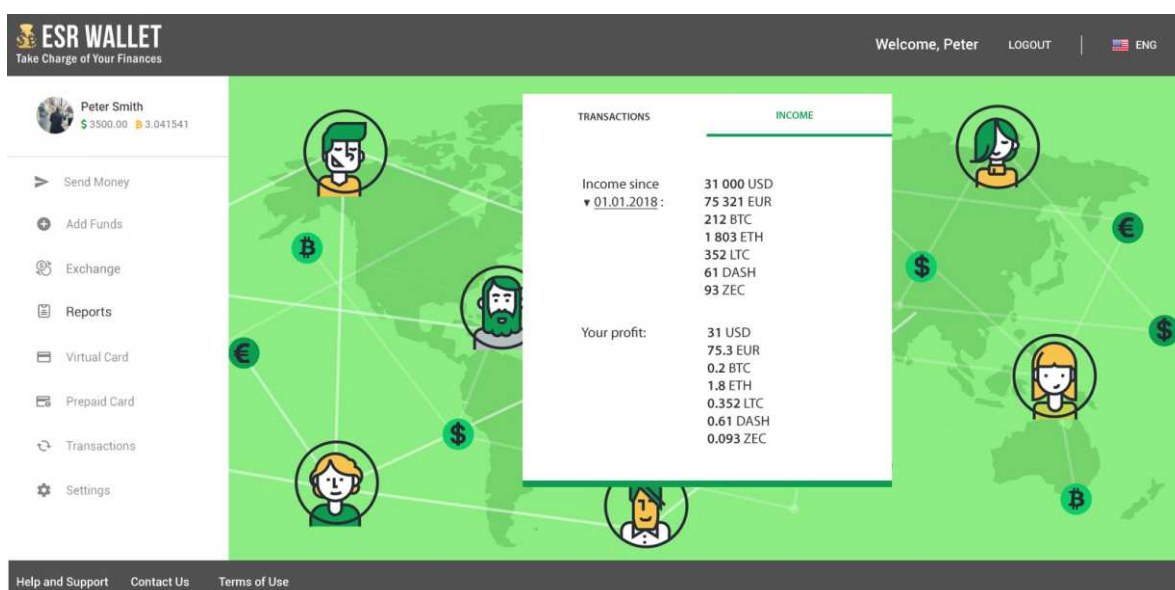 ESR WALLET
Take Charge of Your Finances
Welcome, Peter LOGOUT ENG
Peter Smith
$ 3500.00 ₿ 3.041541
Send Money
Add Funds
Exchange
Reports
Virtual Card
Prepaid Card
Transactions
Settings
TRANSACTIONS INCOME
Income since
▾ 01.01.2018 :
31 000 USD
75 321 EUR
212 BTC
1 803 ETH
352 LTC
61 DASH
93 ZEC
Your profit:
31 USD
75.3 EUR
0.2 BTC
1.8 ETH
0.352 LTC
0.61 DASH
0.093 ZEC
₿
€
$
€
$
$
₿
Help and Support Contact Us Terms of Use